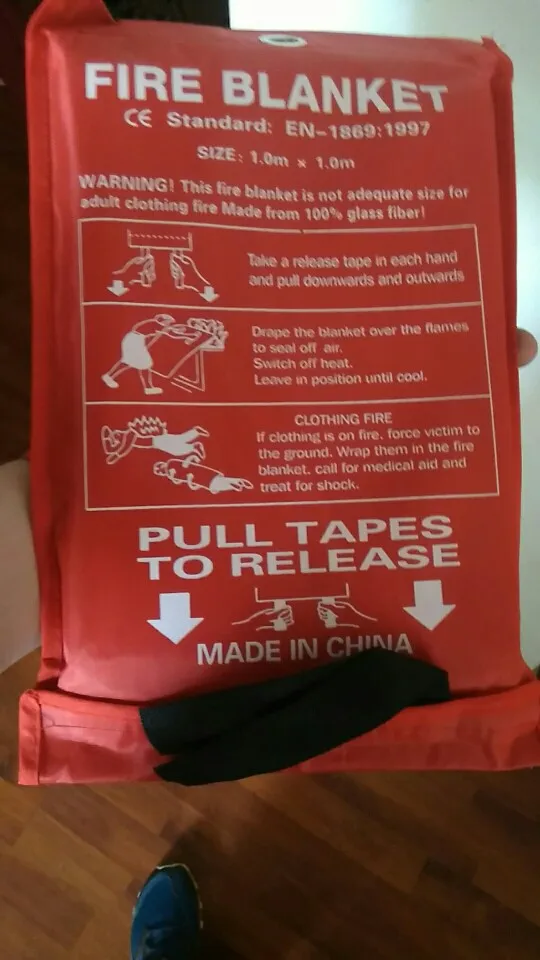 FIRE BLANKET
CE Standard: EN-1869:1997
SIZE: 1.0m × 1.0m
WARNING! This fire blanket is not adequate size for
adult clothing fire Made from 100% glass fiber!
Take a release tape in each hand
and pull downwards and outwards
Drape the blanket over the flames
to seal off air.
Switch off heat.
Leave in position until cool.
CLOTHING FIRE
If clothing is on fire, force victim to
the ground. Wrap them in the fire
blanket, call for medical aid and
treat for shock.
PULL TAPES
TO RELEASE
MADE IN CHINA